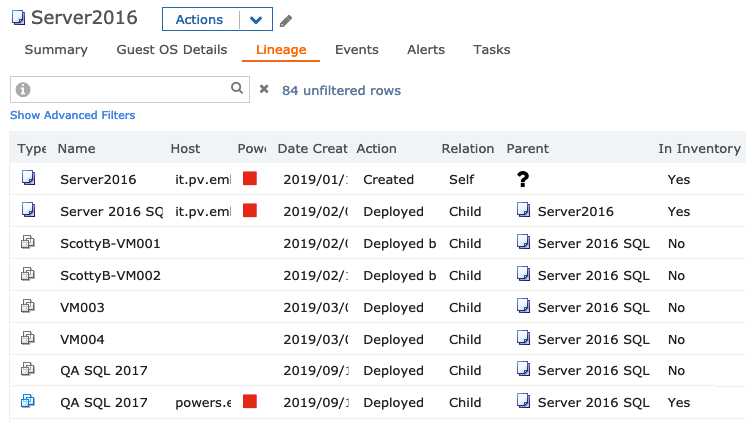 Server2016 Actions
Summary Guest OS Details Lineage Events Alerts Tasks
84 unfiltered rows
Show Advanced Filters
Type Name Host Powe Date Creat Action Relation Parent In Inventory
Server2016 it.pv.eml 2019/01/1 Created Self ? Yes
Server 2016 SQ it.pv.eml 2019/02/0 Deployed Child Server2016 Yes
ScottyB-VM001 2019/02/0 Deployed b Child Server 2016 SQL No
ScottyB-VM002 2019/02/1 Deployed b Child Server 2016 SQL No
VM003 2019/03/0 Deployed Child Server 2016 SQL No
VM004 2019/03/0 Deployed Child Server 2016 SQL No
QA SQL 2017 2019/09/1 Deployed Child Server 2016 SQL No
QA SQL 2017 powers.e 2019/09/1 Deployed Child Server 2016 SQL Yes